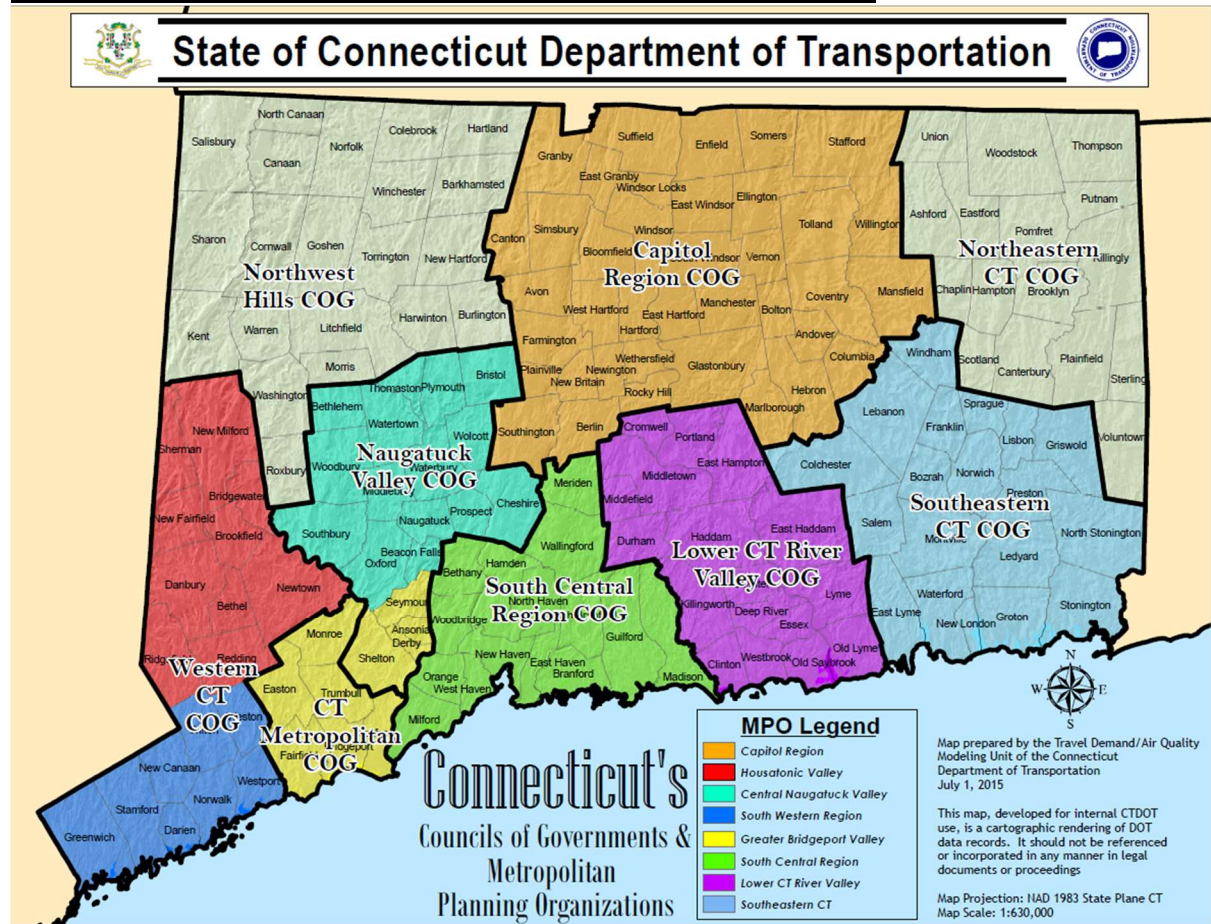 State of Connecticut Department of Transportation
North Canaan
Salisbury
Canaan
Norfolk
Colebrook
Hartland
Winchester
Barkhamsted
Sharon
Cornwall
Goshen
Torrington
New Hartford
Northwest
Hills COG
Kent
Warren
Litchfield
Harwinton
Burlington
Morris
Washington
Roxbury
Granby
Suffield
Enfield
Somers
Stafford
East Granby
Windsor Locks
East Windsor
Ellington
Canton
Simsbury
Windsor
Tolland
Willington
Bloomfield
Vernon
Capitol
Region COG
Avon
West Hartford
East Hartford
Hartford
Manchester
Bolton
Coventry
Mansfield
Andover
Columbia
Farmington
Plainville
New Britain
Newington
Wethersfield
Rocky Hill
Glastonbury
Hebron
Marlborough
Southington
Berlin
Union
Woodstock
Thompson
Putnam
Ashford
Eastford
Pomfret
Northeastern
CT COG
Killingly
Chaplin
Hampton
Brooklyn
Scotland
Canterbury
Plainfield
Sterling
Voluntown
Bristol
Thomaston
Plymouth
Bethlehem
Watertown
Wolcott
Naugatuck
Valley COG
Woodbury
Waterbury
Southbury
Naugatuck
Prospect
Cheshire
Beacon Falls
Oxford
Sherman
New Milford
Bridgewater
New Fairfield
Brookfield
Danbury
Bethel
Newtown
Redding
Western
CT
COG
New Canaan
Westport
Stamford
Norwalk
Greenwich
Darien
Monroe
Seymour
Ansonia
Derby
Shelton
Easton
Trumbull
CT
Metropolitan
COG
Meriden
Wallingford
Hamden
Bethany
South Central
Region COG
North Haven
Woodbridge
Guilford
New Haven
East Haven
Branford
Orange
West Haven
Madison
Milford
Cromwell
Portland
East Hampton
Middletown
Middlefield
Durham
Haddam
East Haddam
Lower CT River
Valley COG
Killingworth
Deep River
Essex
Lyme
Clinton
Westbrook
Old Saybrook
Old Lyme
Windham
Lebanon
Franklin
Sprague
Lisbon
Griswold
Colchester
Bozrah
Norwich
Preston
Southeastern
CT COG
Salem
North Stonington
Ledyard
Waterford
East Lyme
New London
Groton
Stonington
N
W
E
S
Connecticut's
Councils of Governments &
Metropolitan
Planning Organizations
MPO Legend
Capitol Region
Housatonic Valley
Central Naugatuck Valley
South Western Region
Greater Bridgeport Valley
South Central Region
Lower CT River Valley
Southeastern CT
Map prepared by the Travel Demand/Air Quality
Modeling Unit of the Connecticut
Department of Transportation
July 1, 2015
This map, developed for internal CTDOT
use, is a cartographic rendering of DOT
data records. It should not be referenced
or incorporated in any manner in legal
documents or proceedings
Map Projection: NAD 1983 State Plane CT
Map Scale: 1:630,000